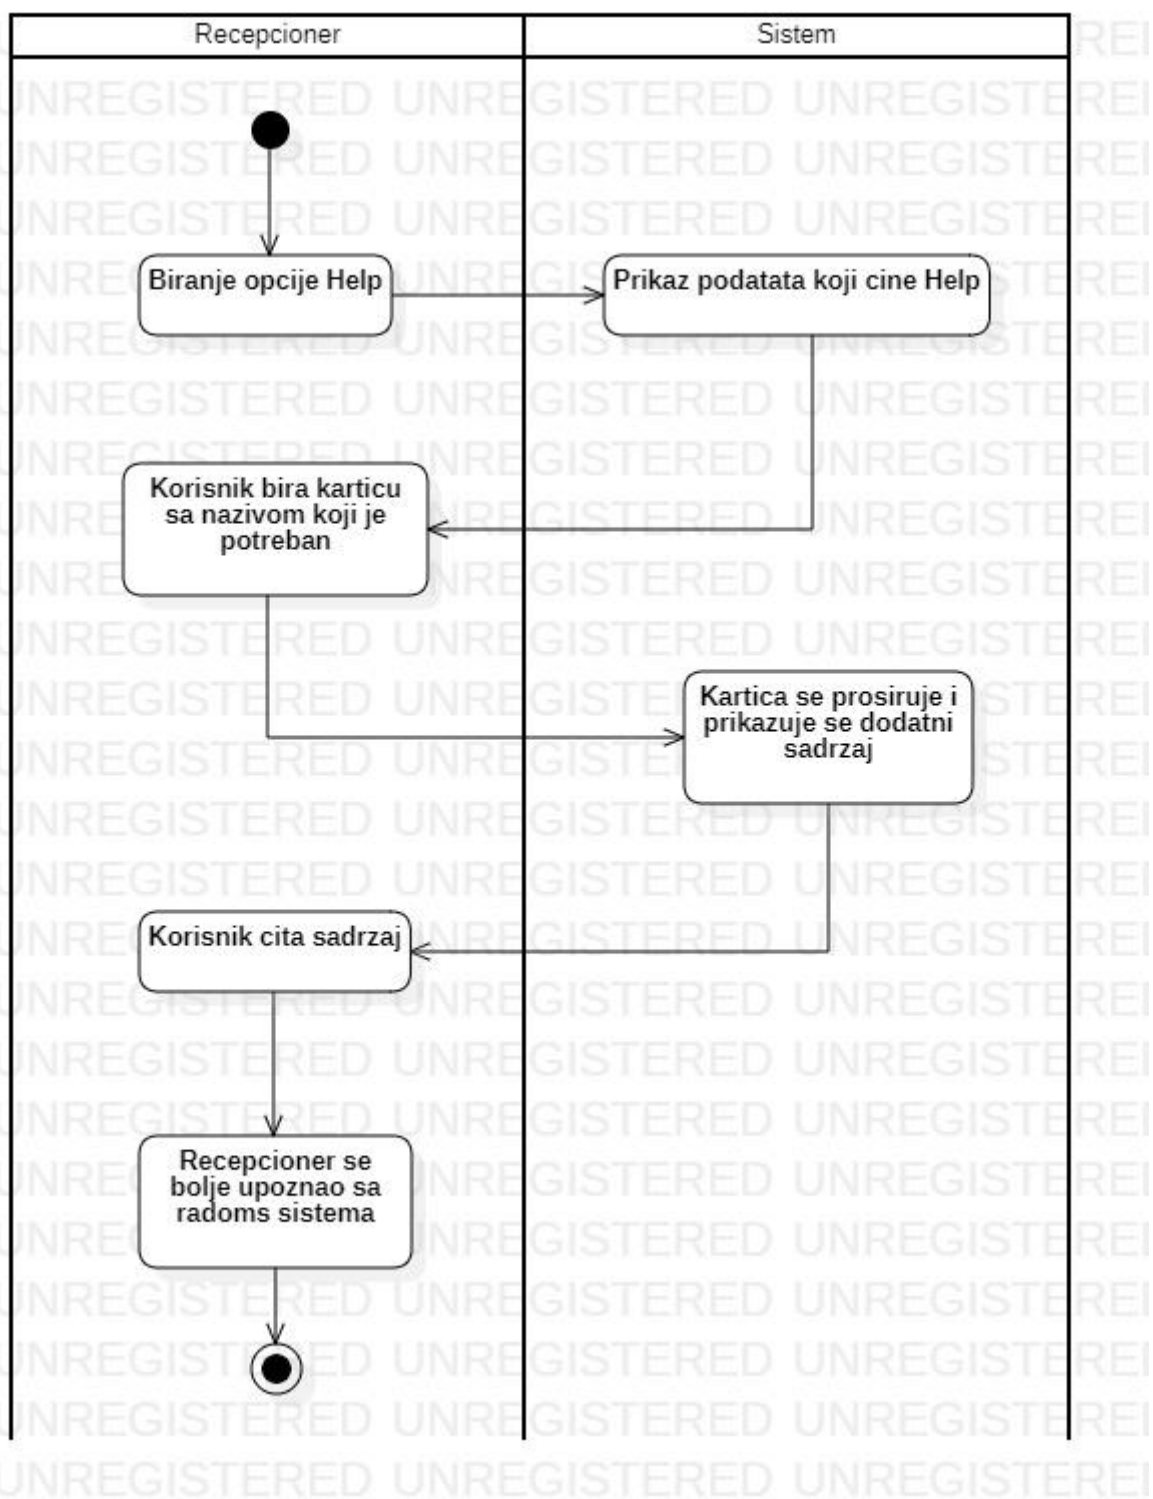 Recepcioner
Sistem
Biranje opcije Help
Prikaz podatata koji cine Help
Korisnik bira karticu
sa nazivom koji je
potreban
Kartica se prosiruje i
prikazuje se dodatni
sadrzaj
Korisnik cita sadrzaj
Recepcioner se
bolje upoznao sa
radoms sistema
UNREGISTERED